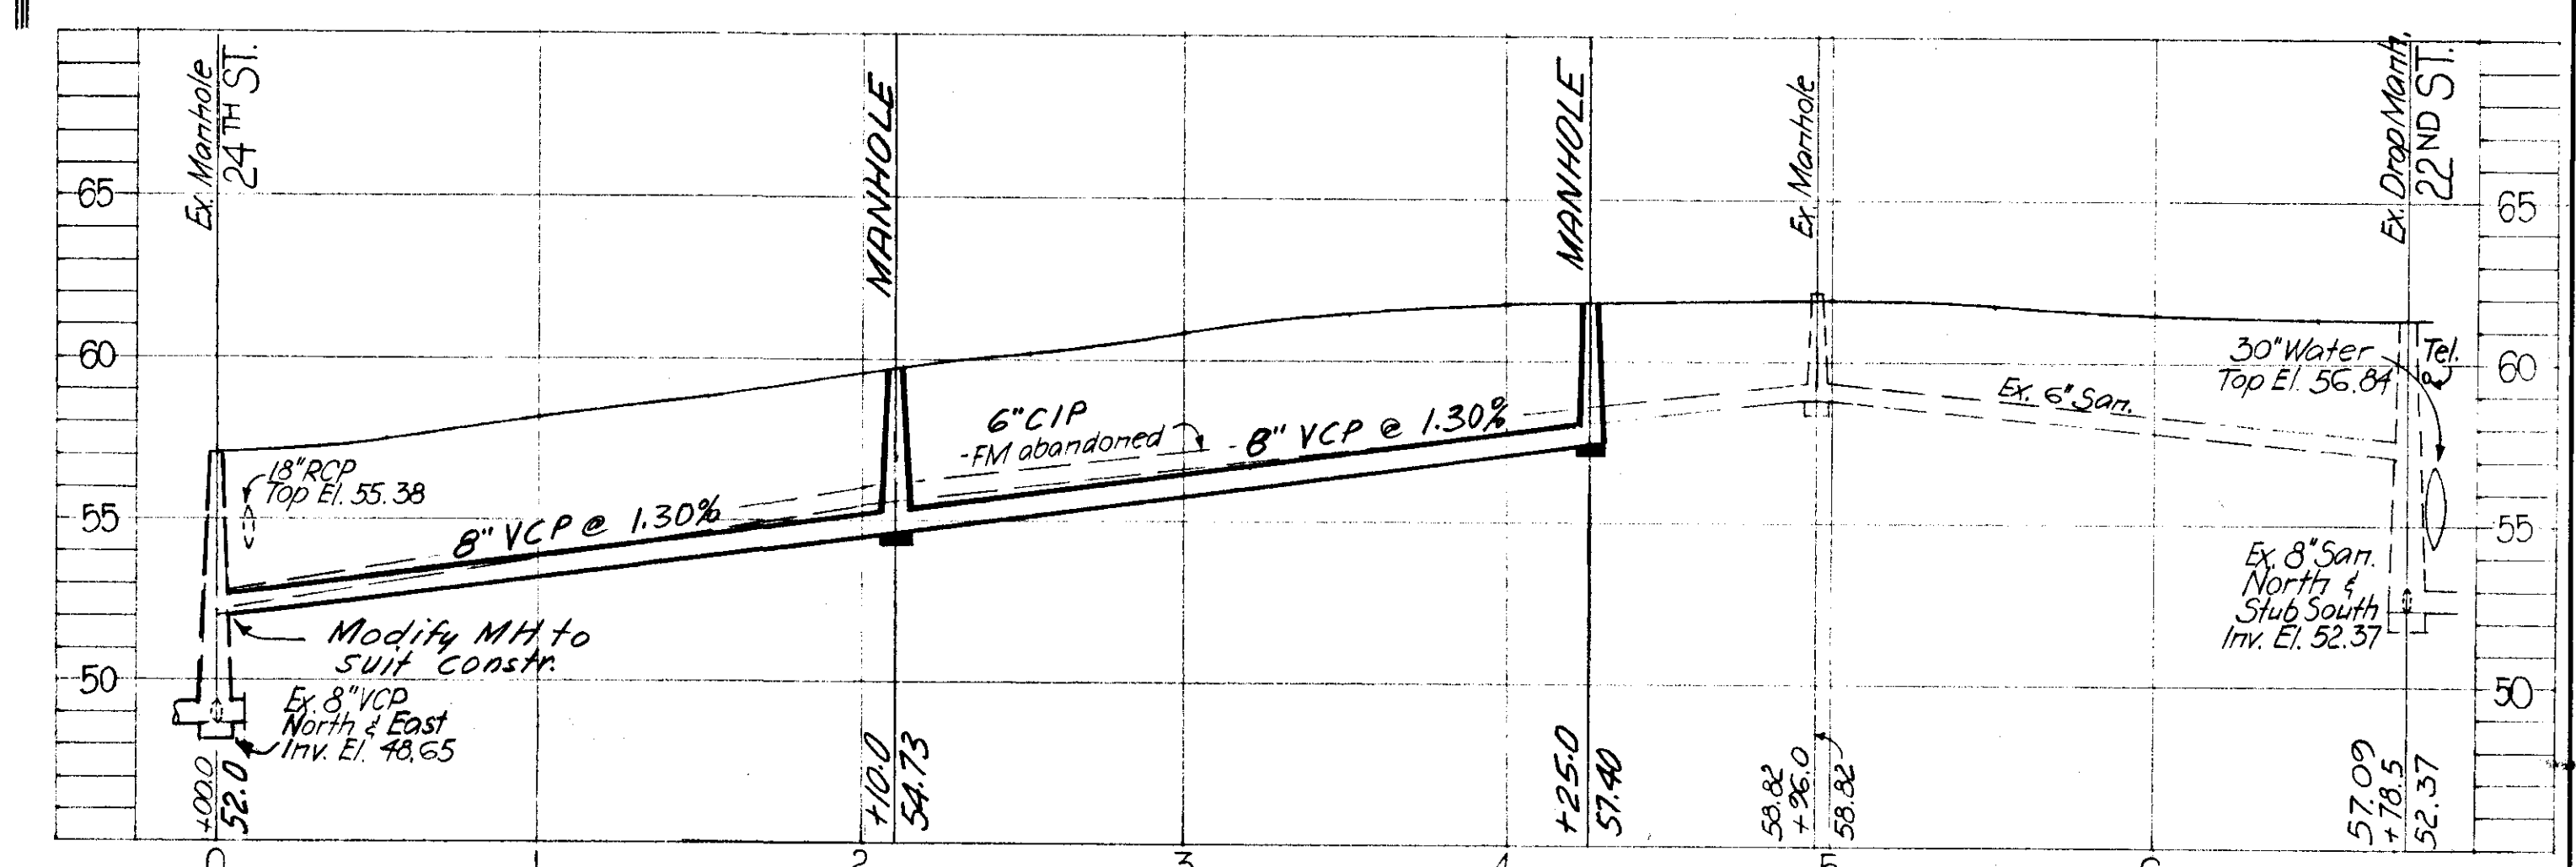 Ex. Manhole
24TH ST.
MANHOLE
MANHOLE
Ex. Manhole
Ex. Drop Manh.
22ND ST.
65
65
60
60
55
55
50
50
18" RCP
Top El. 55.38
8" VCP @ 1.30%
6" CIP
-FM abandoned
8" VCP @ 1.30%
Ex. 6" San.
30" Water
Top El. 56.84
Tel.
Modify MH to
suit constr.
Ex. 8" VCP
North & East
Inv. El. 48.65
Ex. 8" San.
North &
Stub South
Inv. El. 52.37
+00.0
52.0
+10.0
54.73
+25.0
57.40
58.82
+96.0
58.82
57.09
+78.5
52.37
0 1 2 3 4 5 6